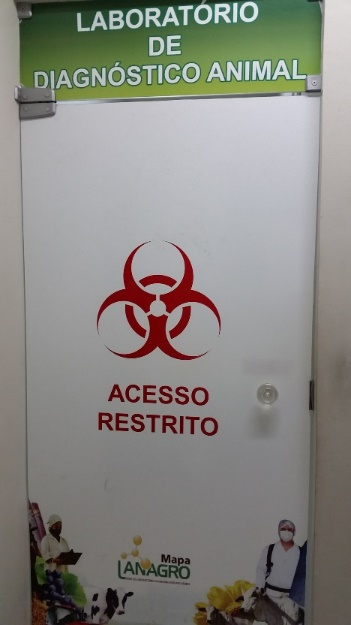 LABORATÓRIO
DE
DIAGNÓSTICO ANIMAL
ACESSO
RESTRITO
Mapa
LANAGRO